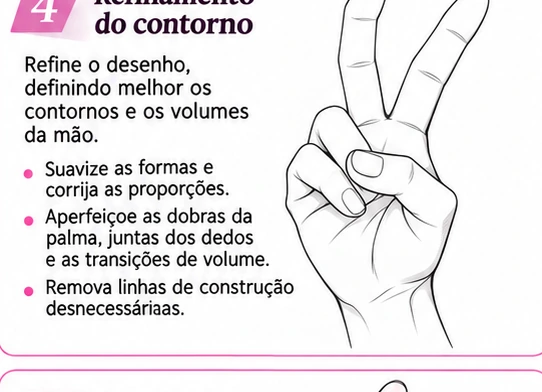 4
Refinamento
do contorno
Refine o desenho,
definindo melhor os
contornos e os volumes
da mão.
Suavize as formas e
corrija as proporções.
Aperfeiçoe as dobras da
palma, juntas dos dedos
e as transições de volume.
Remova linhas de construção
desnecessáriaas.